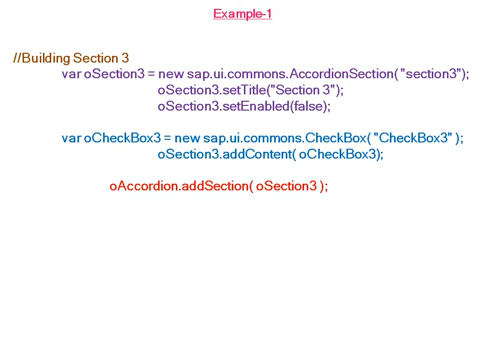 Example-1
//Building Section 3
var oSection3 = new sap.ui.commons.AccordionSection( "section3");
oSection3.setTitle("Section 3");
oSection3.setEnabled(false);
var oCheckBox3 = new sap.ui.commons.CheckBox( "CheckBox3" );
oSection3.addContent( oCheckBox3);
oAccordion.addSection( oSection3 );